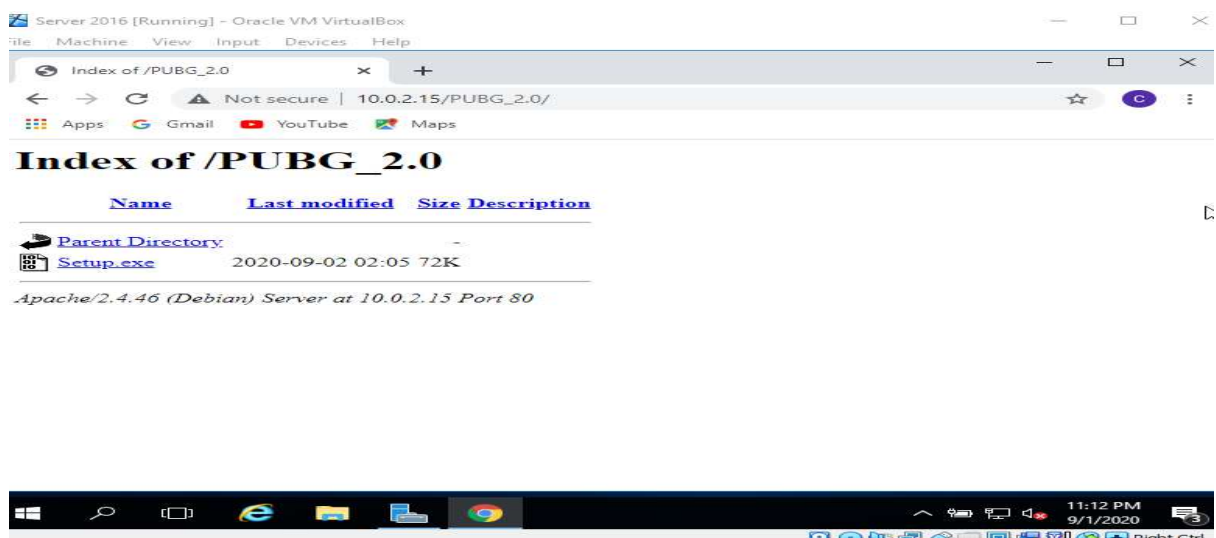 Server 2016 [Running] - Oracle VM VirtualBox
File Machine View Input Devices Help
Index of /PUBG_2.0
Not secure | 10.0.2.15/PUBG_2.0/
C
Apps Gmail YouTube Maps
Index of /PUBG_2.0
Name Last modified Size Description
Parent Directory -
Setup.exe 2020-09-02 02:05 72K
Apache/2.4.46 (Debian) Server at 10.0.2.15 Port 80
11:12 PM
9/1/2020
3
Right Ctrl